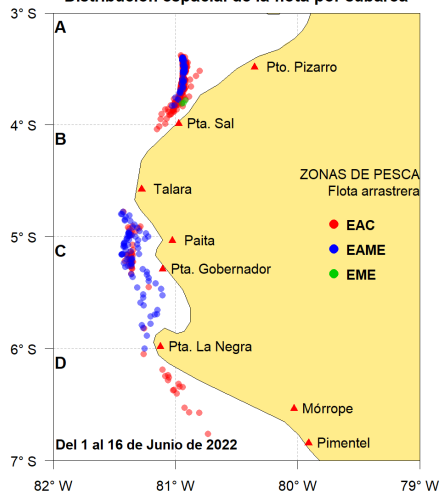 Distribución espacial de la flota por subárea
3° S
A
Pto. Pizarro
4° S
Pta. Sal
B
ZONAS DE PESCA
Flota arrastrera
Talara
EAC
5° S
Paita
C
EAME
Pta. Gobernador
EME
6° S
Pta. La Negra
D
Mórrope
Del 1 al 16 de Junio de 2022
Pimentel
7° S
82° W
81° W
80° W
79° W